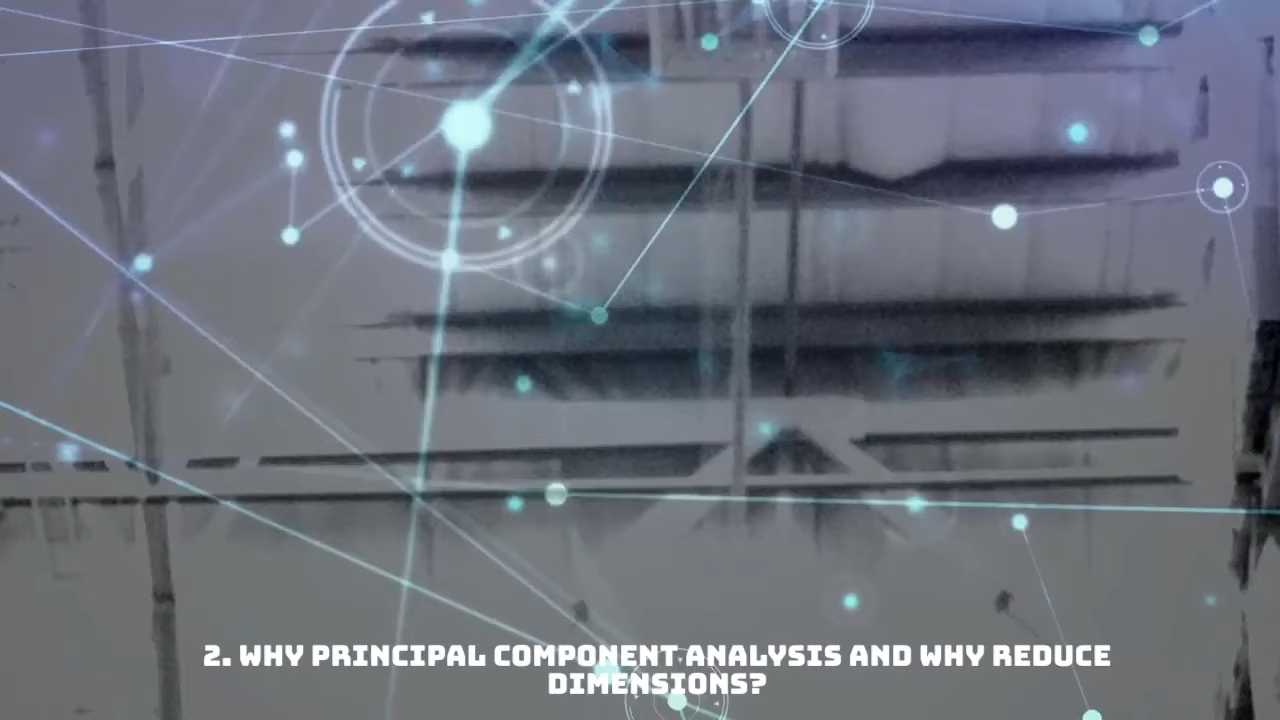 2. WHY PRINCIPAL COMPONENT ANALYSIS AND WHY REDUCE
DIMENSIONS?